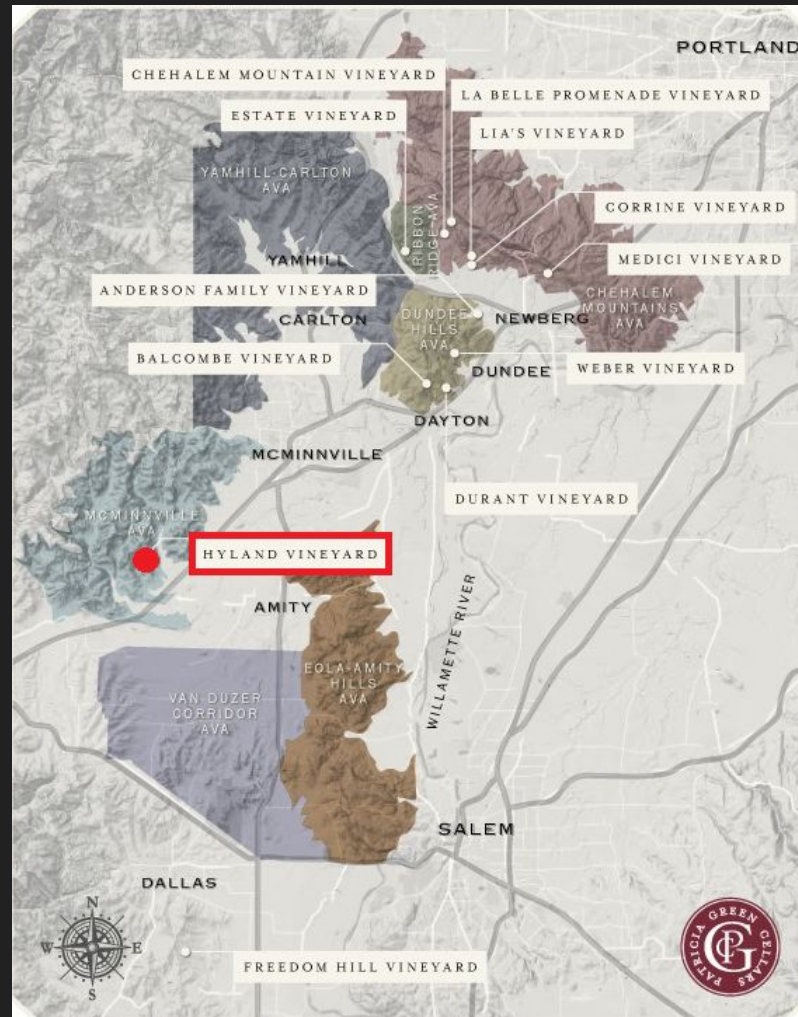 PORTLAND
CHEHALEM MOUNTAIN VINEYARD
LA BELLE PROMENADE VINEYARD
ESTATE VINEYARD
LIA'S VINEYARD
YAMHILL-CARLTON
AVA
CORRINE VINEYARD
RIBBON
RIDGE AVA
YAMHILL
MEDICI VINEYARD
ANDERSON FAMILY VINEYARD
CHEHALEM
MOUNTAINS
AVA
CARLTON
DUNDEE
HILLS
AVA
NEWBERG
BALCOMBE VINEYARD
DUNDEE
WEBER VINEYARD
DAYTON
MCMINNVILLE
DURANT VINEYARD
MCMINNVILLE
AVA
HYLAND VINEYARD
AMITY
WILLAMETTE RIVER
EOLA-AMITY
HILLS
AVA
VAN DUZER
CORRIDOR
AVA
SALEM
DALLAS
N
W E
S
FREEDOM HILL VINEYARD
PATRICIA GREEN CELLARS
PGC